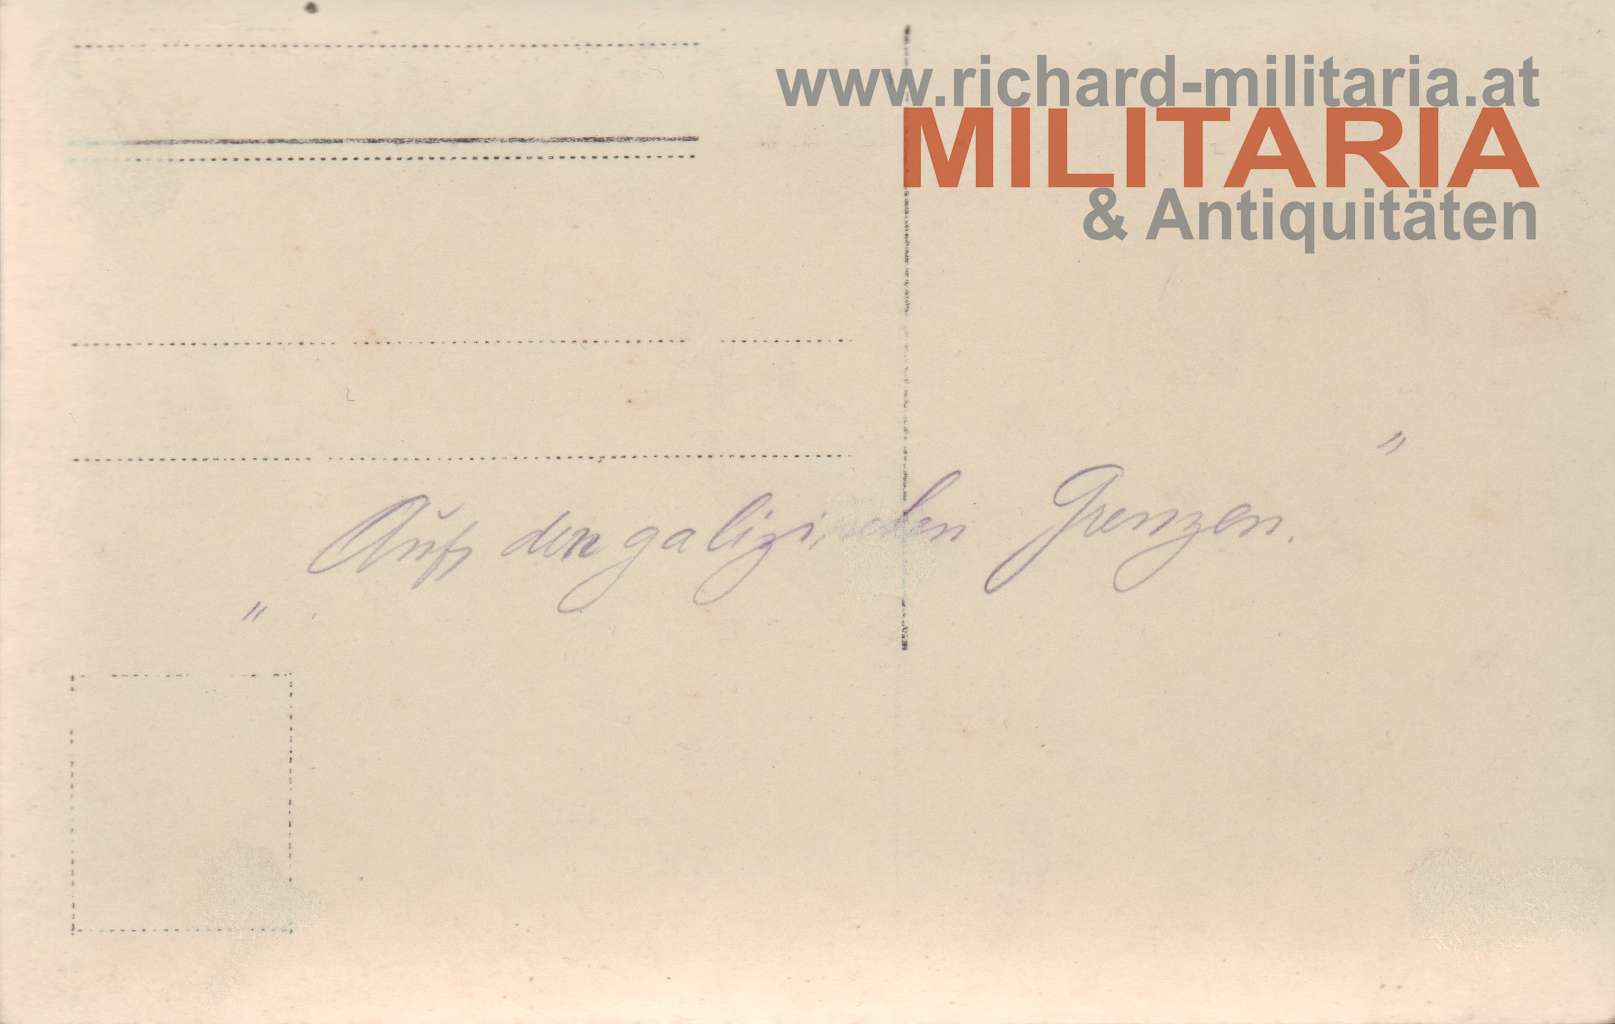 www.richard-militaria.at
MILITARIA
& Antiquitäten
„ Auf den galizischen Grenzen. "